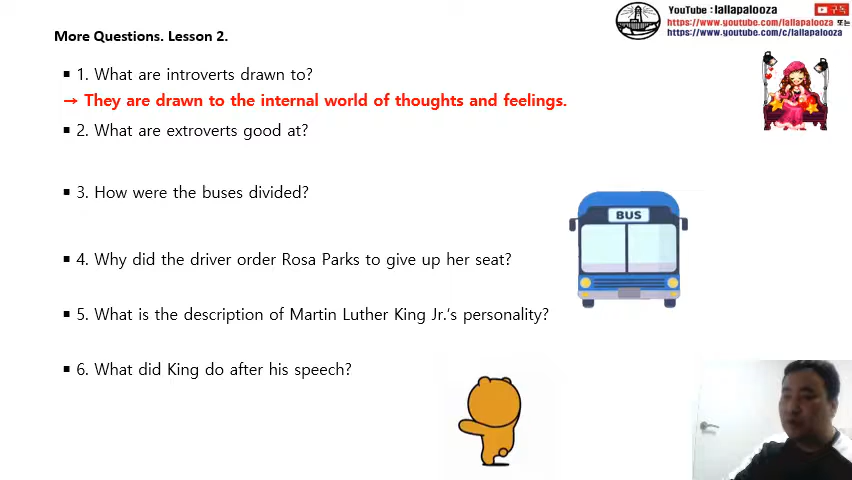 YouTube : lallapalooza
구독
https://www.youtube.com/lallapalooza 또는
https://www.youtube.com/c/lallapalooza
More Questions. Lesson 2.
▪ 1. What are introverts drawn to?
→ They are drawn to the internal world of thoughts and feelings.
▪ 2. What are extroverts good at?
▪ 3. How were the buses divided?
BUS
▪ 4. Why did the driver order Rosa Parks to give up her seat?
▪ 5. What is the description of Martin Luther King Jr.'s personality?
▪ 6. What did King do after his speech?